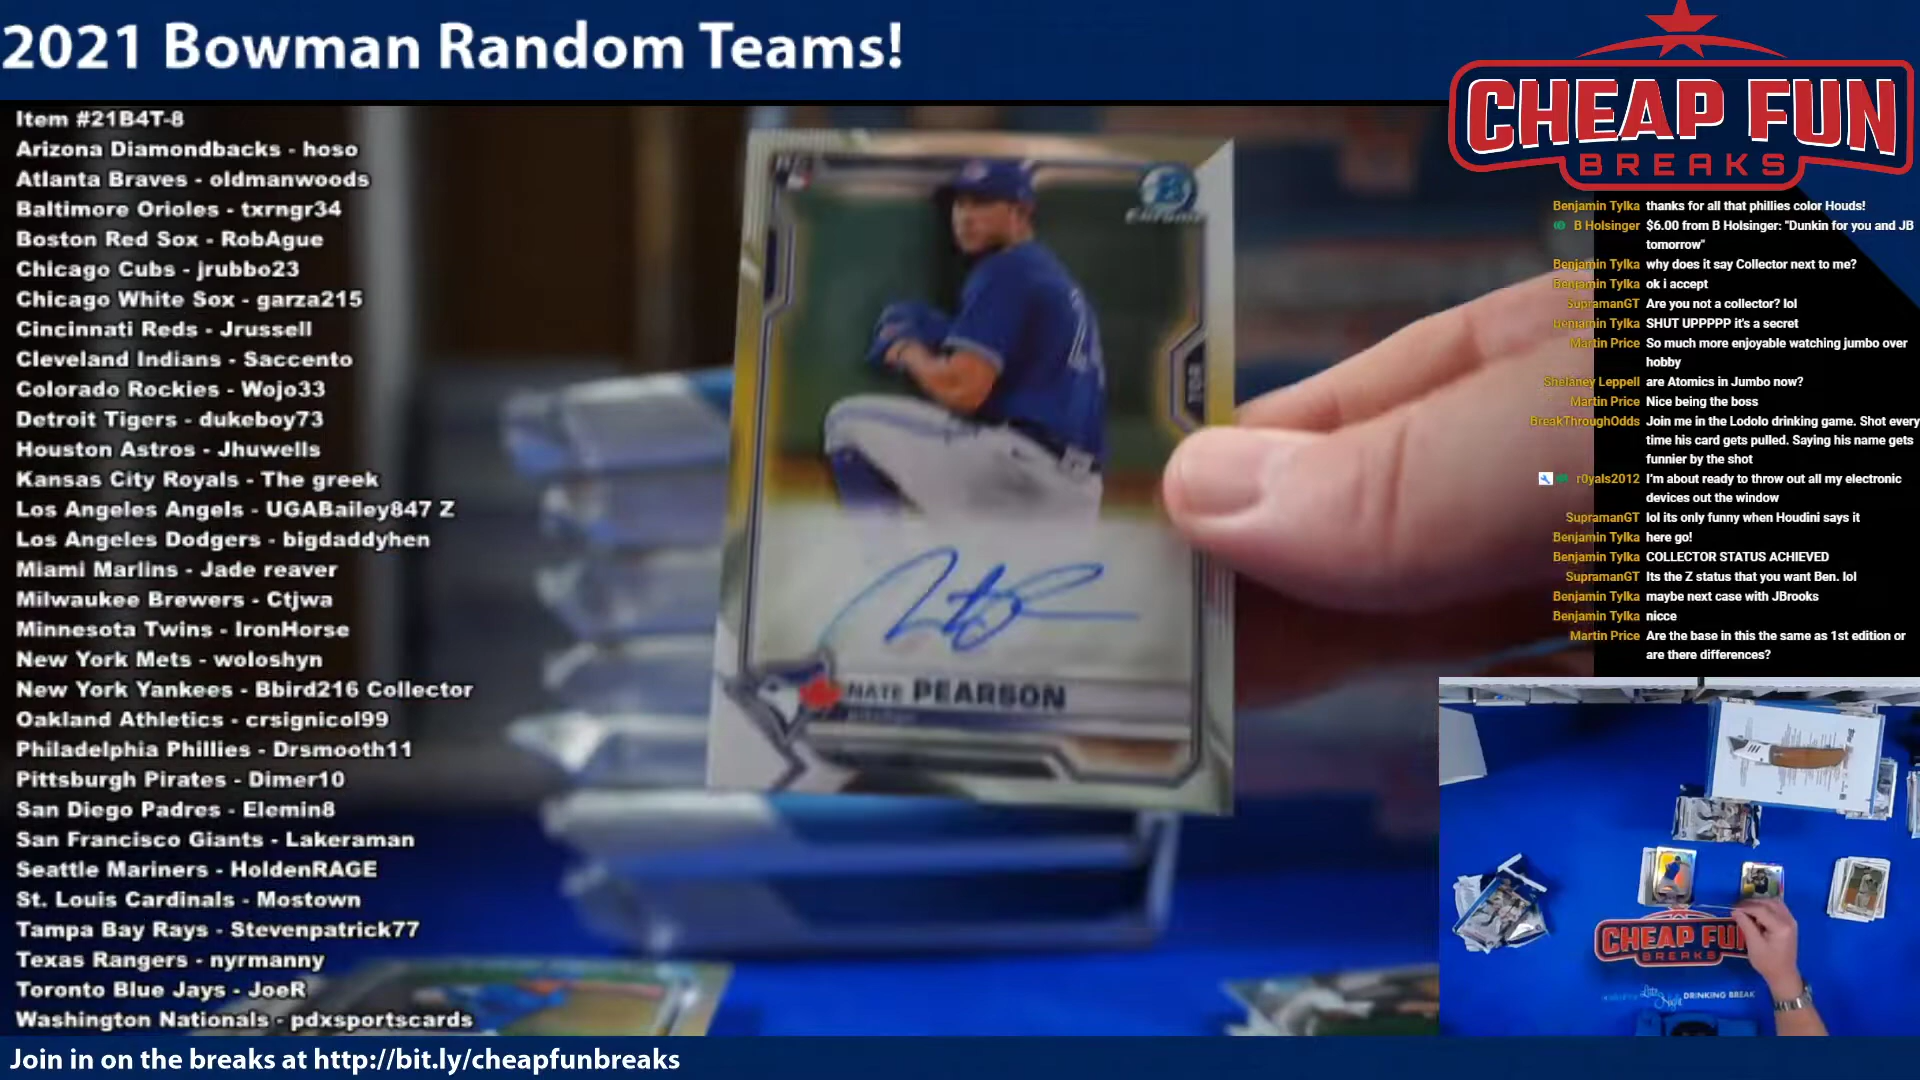 2021 Bowman Random Teams!
CHEAP FUN
BREAKS
Item #21B4T-8
Arizona Diamondbacks - hoso
Atlanta Braves - oldmanwoods
Baltimore Orioles - txrngr34
Boston Red Sox - RobAgue
Chicago Cubs - jrubbo23
Chicago White Sox - garza215
Cincinnati Reds - Jrussell
Cleveland Indians - Saccento
Colorado Rockies - Wojo33
Detroit Tigers - dukeboy73
Houston Astros - Jhuwells
Kansas City Royals - The greek
Los Angeles Angels - UGABailey847 Z
Los Angeles Dodgers - bigdaddyhen
Miami Marlins - Jade reaver
Milwaukee Brewers - Ctjwa
Minnesota Twins - IronHorse
New York Mets - woloshyn
New York Yankees - Bbird216 Collector
Oakland Athletics - crsignicol99
Philadelphia Phillies - Drsmooth11
Pittsburgh Pirates - Dimer10
San Diego Padres - Elemin8
San Francisco Giants - Lakeraman
Seattle Mariners - HoldenRAGE
St. Louis Cardinals - Mostown
Tampa Bay Rays - Stevenpatrick77
Texas Rangers - nyrmanny
Toronto Blue Jays - JoeR
Washington Nationals - pdxsportscards
B
Chrome
NATE PEARSON
Benjamin Tylka thanks for all that phillies color Houds!
B Holsinger $6.00 from B Holsinger: "Dunkin for you and JB
tomorrow"
Benjamin Tylka why does it say Collector next to me?
Benjamin Tylka ok i accept
SupramanGT Are you not a collector? lol
Benjamin Tylka SHUT UPPPPP it's a secret
Martin Price So much more enjoyable watching jumbo over
hobby
Shelaney Leppell are Atomics in Jumbo now?
Martin Price Nice being the boss
BreakThroughOdds Join me in the Lodolo drinking game. Shot every
time his card gets pulled. Saying his name gets
funnier by the shot
r0yals2012 I'm about ready to throw out all my electronic
devices out the window
SupramanGT lol its only funny when Houdini says it
Benjamin Tylka here go!
Benjamin Tylka COLLECTOR STATUS ACHIEVED
SupramanGT Its the Z status that you want Ben. lol
Benjamin Tylka maybe next case with JBrooks
Benjamin Tylka nicce
Martin Price Are the base in this the same as 1st edition or
are there differences?
CHEAP FU
BREAKS
Late Night DRINKING BREAK
Join in on the breaks at http://bit.ly/cheapfunbreaks